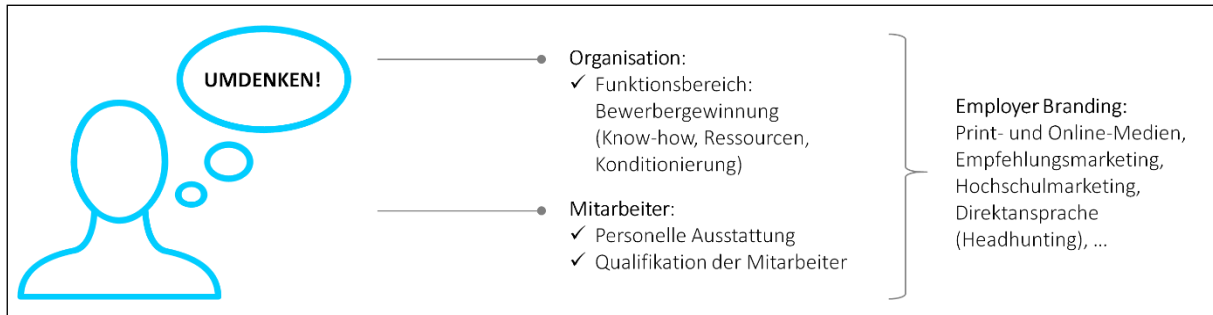 UMDENKEN!
Organisation:
✓ Funktionsbereich:
Bewerbergewinnung
(Know-how, Ressourcen,
Konditionierung)
Mitarbeiter:
✓ Personelle Ausstattung
✓ Qualifikation der Mitarbeiter
Employer Branding:
Print- und Online-Medien,
Empfehlungsmarketing,
Hochschulmarketing,
Direktansprache
(Headhunting), ...